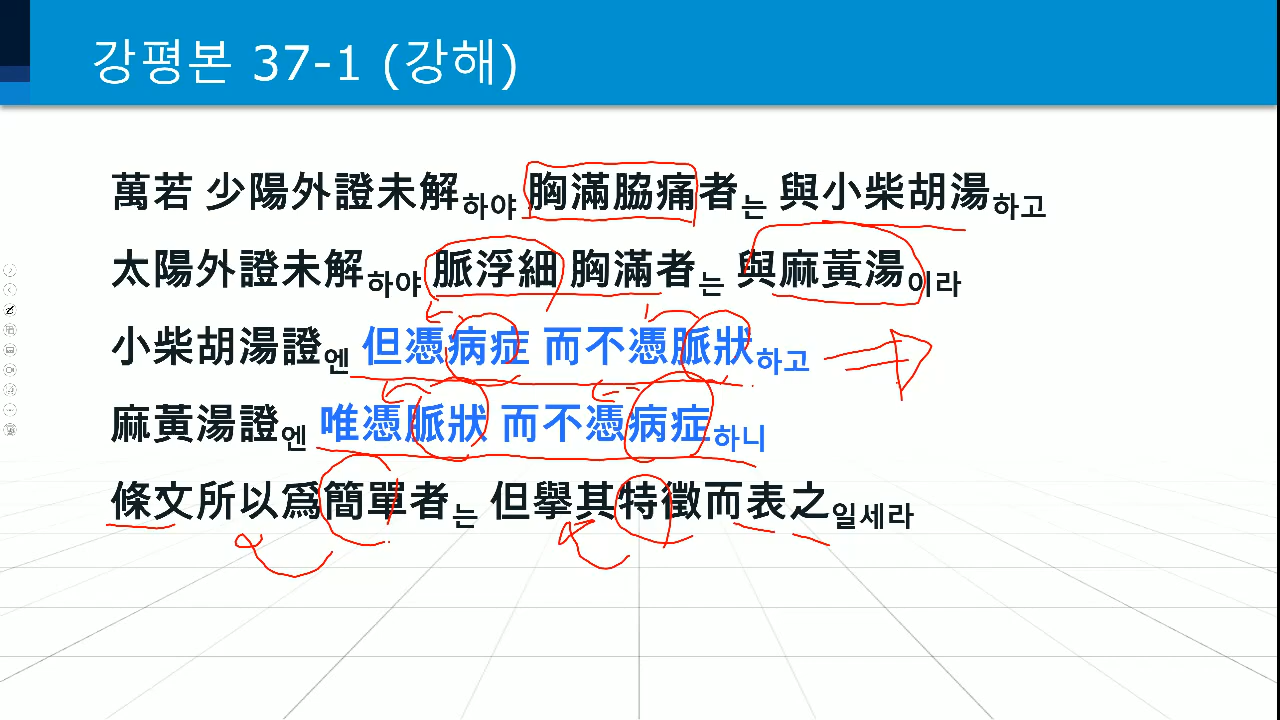 강평본 37-1 (강해)
萬若 少陽外證未解하야 胸滿脇痛者는 與小柴胡湯하고
太陽外證未解하야 脈浮細 胸滿者는 與麻黃湯이라
小柴胡湯證엔 但憑病症 而不憑脈狀하고
麻黃湯證엔 唯憑脈狀 而不憑病症하니
條文所以爲簡單者는 但擧其特徵而表之일세라